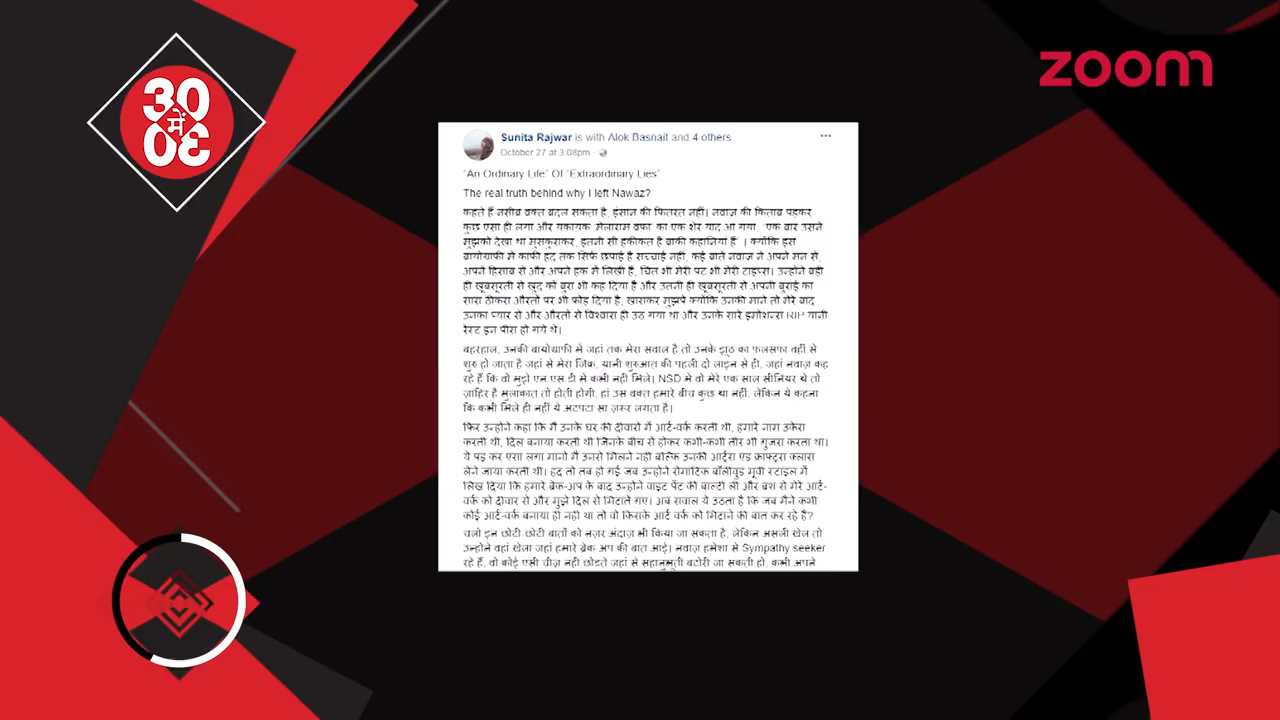 30
में
03
zoom
Sunita Rajwar is with Alok Basnait and 4 others
October 27 at 3:08pm
"An Ordinary Life" Of "Extraordinary Lies"
The real truth behind why I left Nawaz?
कहते हैं नसीब वक्त बदल सकता है, इंसान की फितरत नहीं। नवाज़ की किताब पढ़कर
कुछ एसा ही लगा और यकायक मेलाराम वफ़ा का एक शेर याद आ गया, एक बार उसने
मुझको देखा था मुसकुराकर, इतनी सी हकीकत है बाकी कहानियां हैं । क्योंकि इस
बायोग्राफी में काफी हद तक सिर्फ छपाई है सच्चाई नहीं, कई बातें नवाज़ ने अपने मन से,
अपने हिसाब से और अपने हक में लिखी हैं, चित भी मेरी पट भी मेरी टाइप्स। उन्होने बड़ी
ही खूबसूरती से खुद को बुरा भी कह दिया है और उतनी ही खूबसूरती से अपनी बुराई का
सारा ठीकरा औरतों पर भी फोड़ दिया है, खासकर मुझपे क्योंकि उनकी माने तो मेरे बाद
उनका प्यार से और औरतों से विश्वास ही उठ गया था और उनके सारे इमोशन्स RIP यानी
रेस्ट इन पीस हो गये थे।
बहरहाल, उनकी बायोग्राफी में जहां तक मेरा सवाल है तो उनके झूठ का फलसफा वहीं से
शुरु हो जाता है जहां से मेरा जिक्र, यानी शुरुआत की पहली दो लाइन से ही, जहां नवाज़ कह
रहे हैं कि वो मुझे एन एस डी में कभी नही मिले। NSD मे वो मेरे एक साल सीनियर थे तो
ज़ाहिर है मुलाकात तो होती होगी, हां उस वक्त हमारे बीच कुछ था नहीं, लेकिन ये कहना
कि कभी मिले ही नहीं ये अटपटा सा ज़रुर लगता है।
फिर उन्होने कहा कि मैं उनके घर की दीवारों में आर्ट-वर्क करती थी, हमारे नाम उकेरा
करती थी, दिल बनाया करती थी जिनके बीच से होकर कभी-कभी तीर भी गुजरा करता था।
ये पढ़ कर एसा लगा मानो मैं उनसे मिलने नही बल्कि उनकी आर्ट्स एंड क्राफ्ट्स क्लास
लेने जाया करती थी। हद तो तब हो गई जब उन्होने रोमांटिक बॉलीवुड मूवी स्टाइल में
लिख दिया कि हमारे ब्रेक-अप के बाद उन्होने वाइट पेंट की बाल्टी ली और ब्रश से मेरे आर्ट-
वर्क को दीवार से और मुझे दिल से मिटाते गए। अब सवाल ये उठता है कि जब मैने कभी
कोई आर्ट-वर्क बनाया ही नही था तो वो किसके आर्ट वर्क को मिटाने की बात कर रहे है?
चलो इन छोटी छोटी बातों को नज़र अंदाज़ भी किया जा सकता है, लेकिन असली खेल तो
उन्होने वहां खेला जहां हमारे ब्रेक अप की बात आई। नवाज़ हमेशा से Sympathy seeker
रहे हैं, वो कोई एसी चीज़ नही छोडते जहां से सहानुभूती बटोरी जा सकती हो, कभी अपने